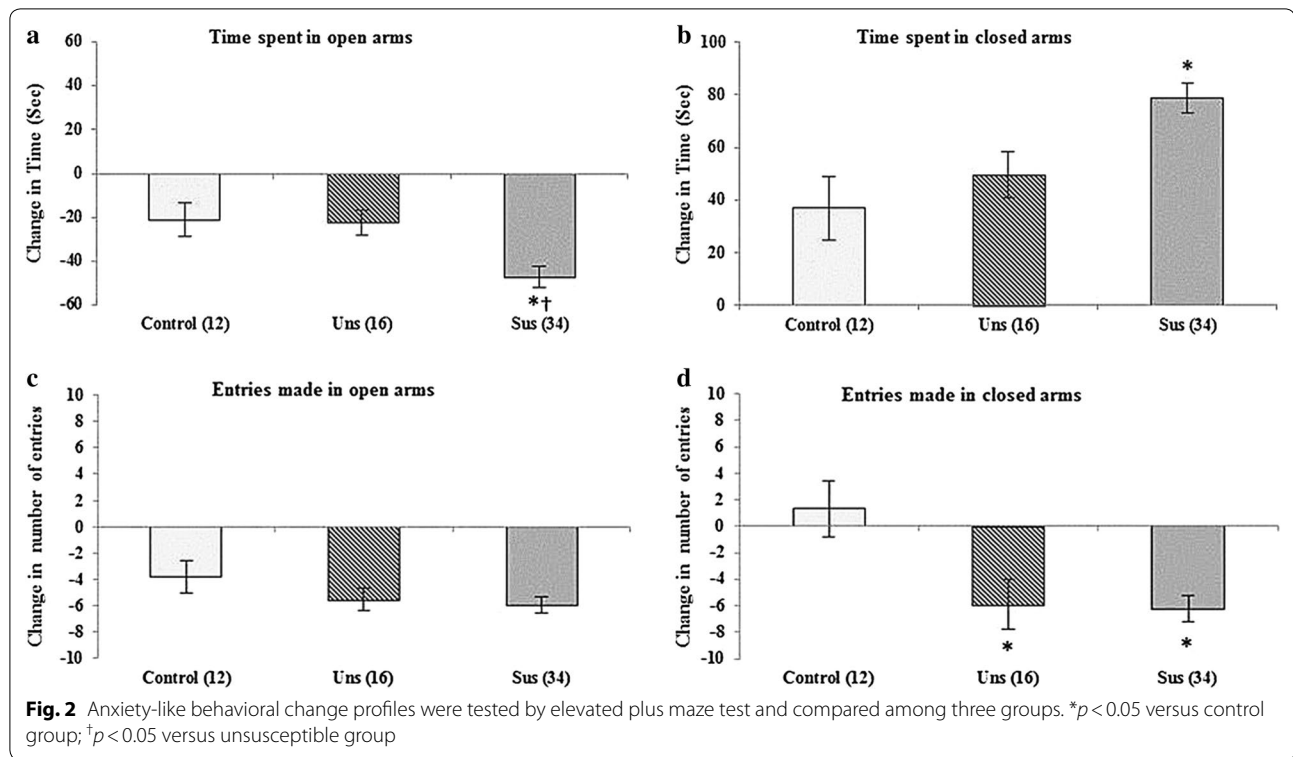 a
Time spent in open arms
Change in Time (Sec)
60
40
20
0
-20
-40
-60
*†
Control (12) Uns (16) Sus (34)
b
Time spent in closed arms
Change in Time (Sec)
100
80
60
40
20
0
*
Control (12) Uns (16) Sus (34)
c
Entries made in open arms
Change in number of entries
10
8
6
4
2
0
-2
-4
-6
-8
-10
Control (12) Uns (16) Sus (34)
d
Entries made in closed arms
Change in number of entries
10
8
6
4
2
0
-2
-4
-6
-8
-10
* *
Control (12) Uns (16) Sus (34)
Fig. 2 Anxiety-like behavioral change profiles were tested by elevated plus maze test and compared among three groups. *p < 0.05 versus control
group; †p < 0.05 versus unsusceptible group